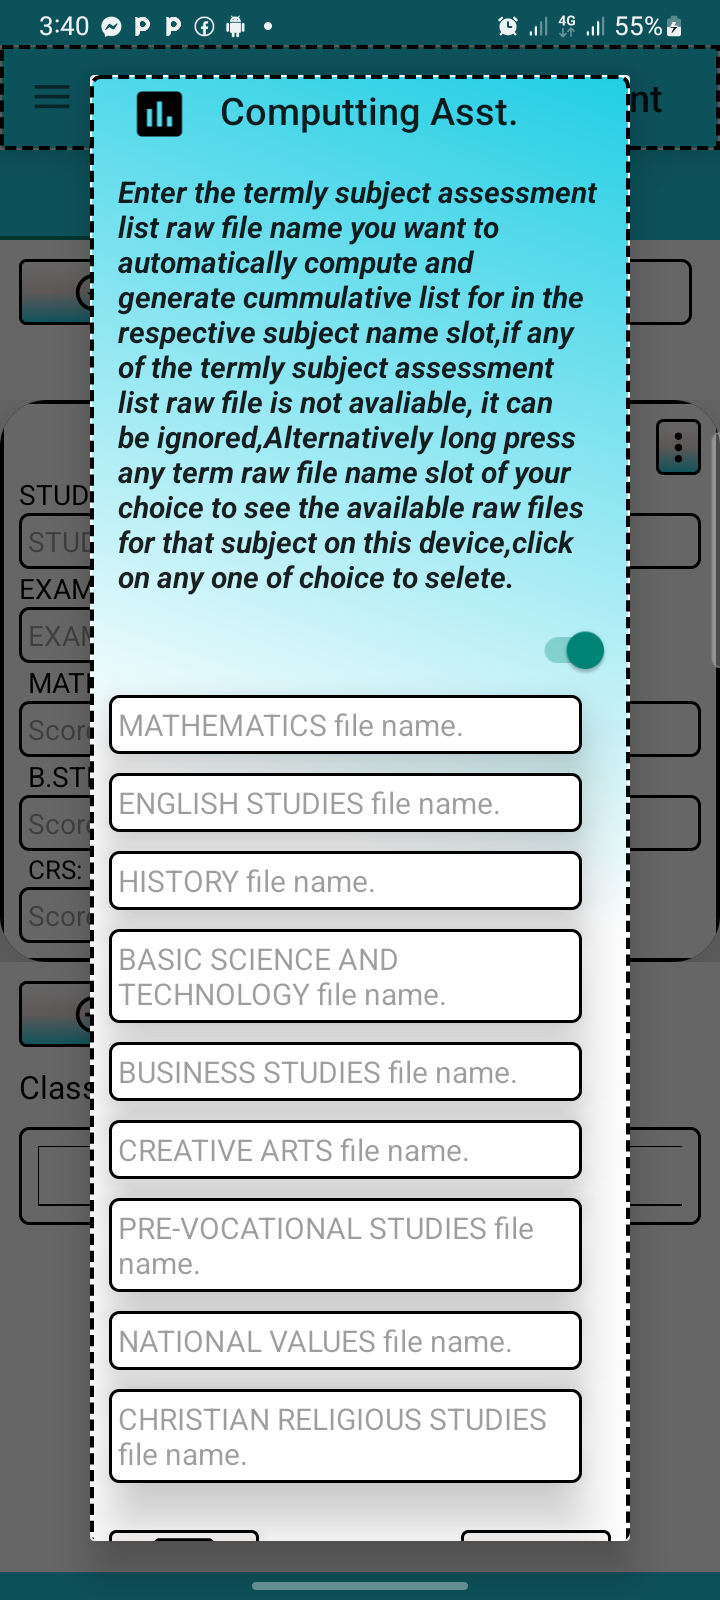 3:40
4G
55%
Computting Asst.
nt
Enter the termly subject assessment
list raw file name you want to
automatically compute and
generate cummulative list for in the
respective subject name slot,if any
of the termly subject assessment
list raw file is not avaliable, it can
be ignored,Alternatively long press
any term raw file name slot of your
choice to see the available raw files
for that subject on this device,click
on any one of choice to selete.
STUD
STUD
EXAM
EXAM
MATH
Score
B.STU
Score
CRS:
Score
Class
MATHEMATICS file name.
ENGLISH STUDIES file name.
HISTORY file name.
BASIC SCIENCE AND
TECHNOLOGY file name.
BUSINESS STUDIES file name.
CREATIVE ARTS file name.
PRE-VOCATIONAL STUDIES file
name.
NATIONAL VALUES file name.
CHRISTIAN RELIGIOUS STUDIES
file name.